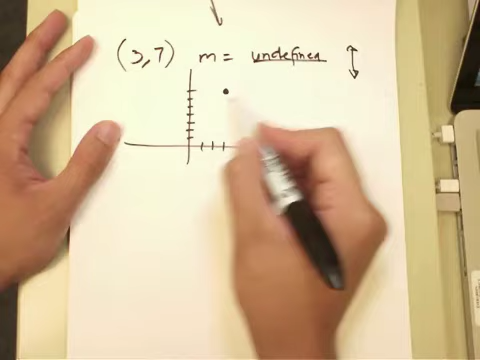 (3,7) m = undefined